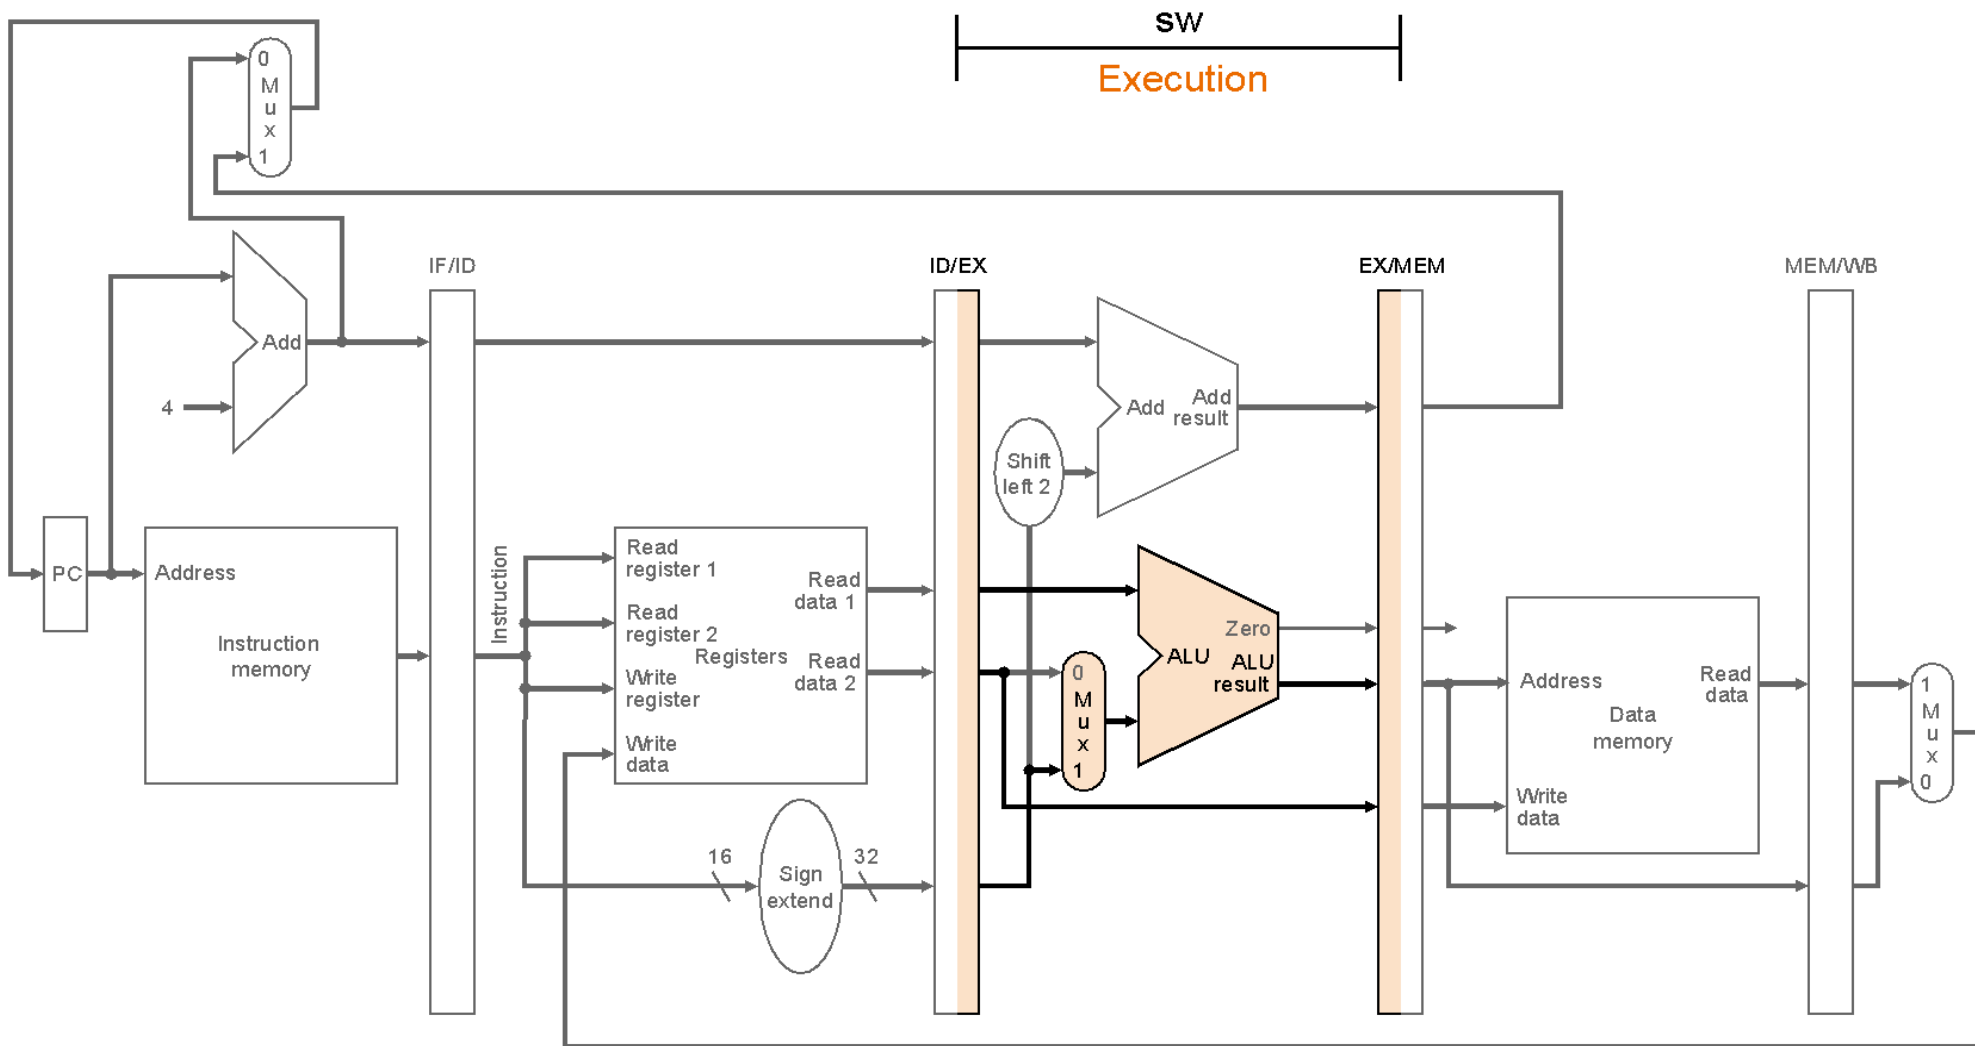 sw
Execution
0
M
u
x
1
IF/ID
ID/EX
EX/MEM
MEM/WB
Add
4
Add
Add
result
Shift
left 2
PC
Address
Instruction
memory
Instruction
Read
register 1
Read
register 2
Write
register
Write
data
Registers
Read
data 1
Read
data 2
16
Sign
extend
32
0
M
u
x
1
Zero
ALU
ALU
result
Address
Read
data
Data
memory
Write
data
1
M
u
x
0